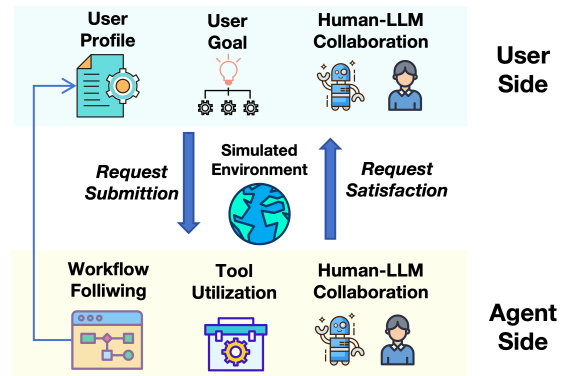 User
Profile
User
Goal
Human-LLM
Collaboration
User
Side
Request
Submittion
Simulated
Environment
Request
Satisfaction
Workflow
Folliwing
Tool
Utilization
Human-LLM
Collaboration
Agent
Side